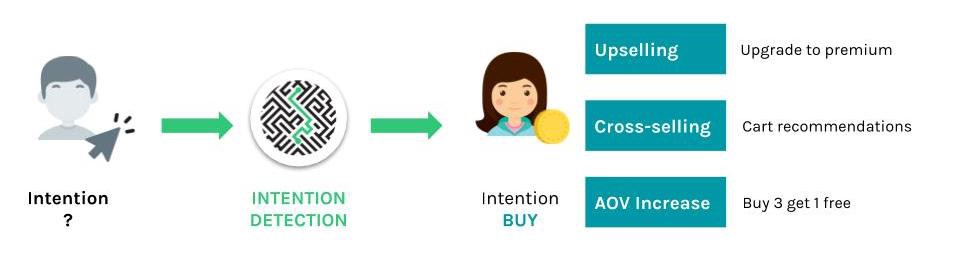 Intention
?
INTENTION
DETECTION
Intention
BUY
Upselling
Upgrade to premium
Cross-selling
Cart recommendations
AOV Increase
Buy 3 get 1 free